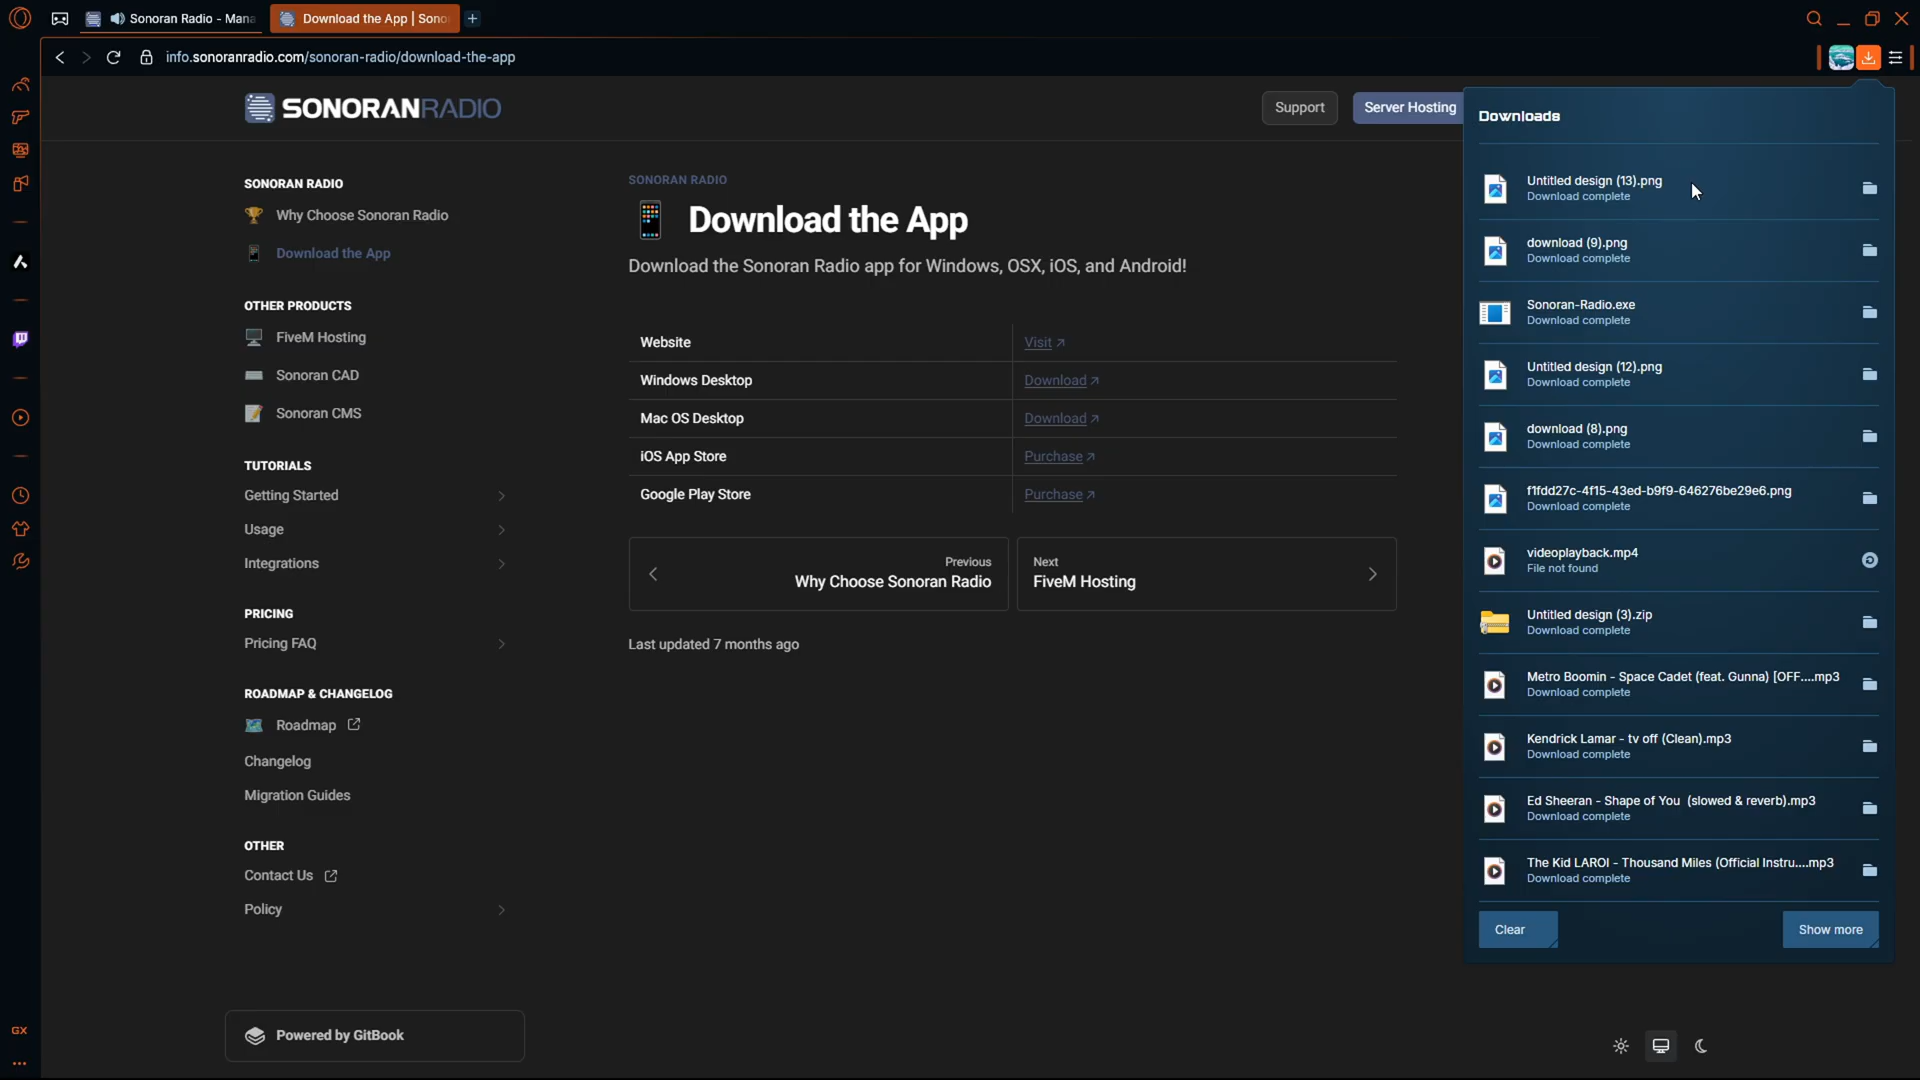 Sonoran Radio - Mana
Download the App | Sono
info.sonoranradio.com/sonoran-radio/download-the-app
SONORANRADIO
Support
Server Hosting
SONORAN RADIO
Why Choose Sonoran Radio
Download the App
OTHER PRODUCTS
FiveM Hosting
Sonoran CAD
Sonoran CMS
TUTORIALS
Getting Started
Usage
Integrations
PRICING
Pricing FAQ
ROADMAP & CHANGELOG
Roadmap
Changelog
Migration Guides
OTHER
Contact Us
Policy
Powered by GitBook
GX
SONORAN RADIO
Download the App
Download the Sonoran Radio app for Windows, OSX, iOS, and Android!
Website Visit
Windows Desktop Download
Mac OS Desktop Download
iOS App Store Purchase
Google Play Store Purchase
Previous
Why Choose Sonoran Radio
Next
FiveM Hosting
Last updated 7 months ago
Downloads
Untitled design (13).png
Download complete
download (9).png
Download complete
Sonoran-Radio.exe
Download complete
Untitled design (12).png
Download complete
download (8).png
Download complete
f1fdd27c-4f15-43ed-b9f9-646276be29e6.png
Download complete
videoplayback.mp4
File not found
Untitled design (3).zip
Download complete
Metro Boomin - Space Cadet (feat. Gunna) [OFF....mp3
Download complete
Kendrick Lamar - tv off (Clean).mp3
Download complete
Ed Sheeran - Shape of You (slowed & reverb).mp3
Download complete
The Kid LAROI - Thousand Miles (Official Instru....mp3
Download complete
Clear
Show more